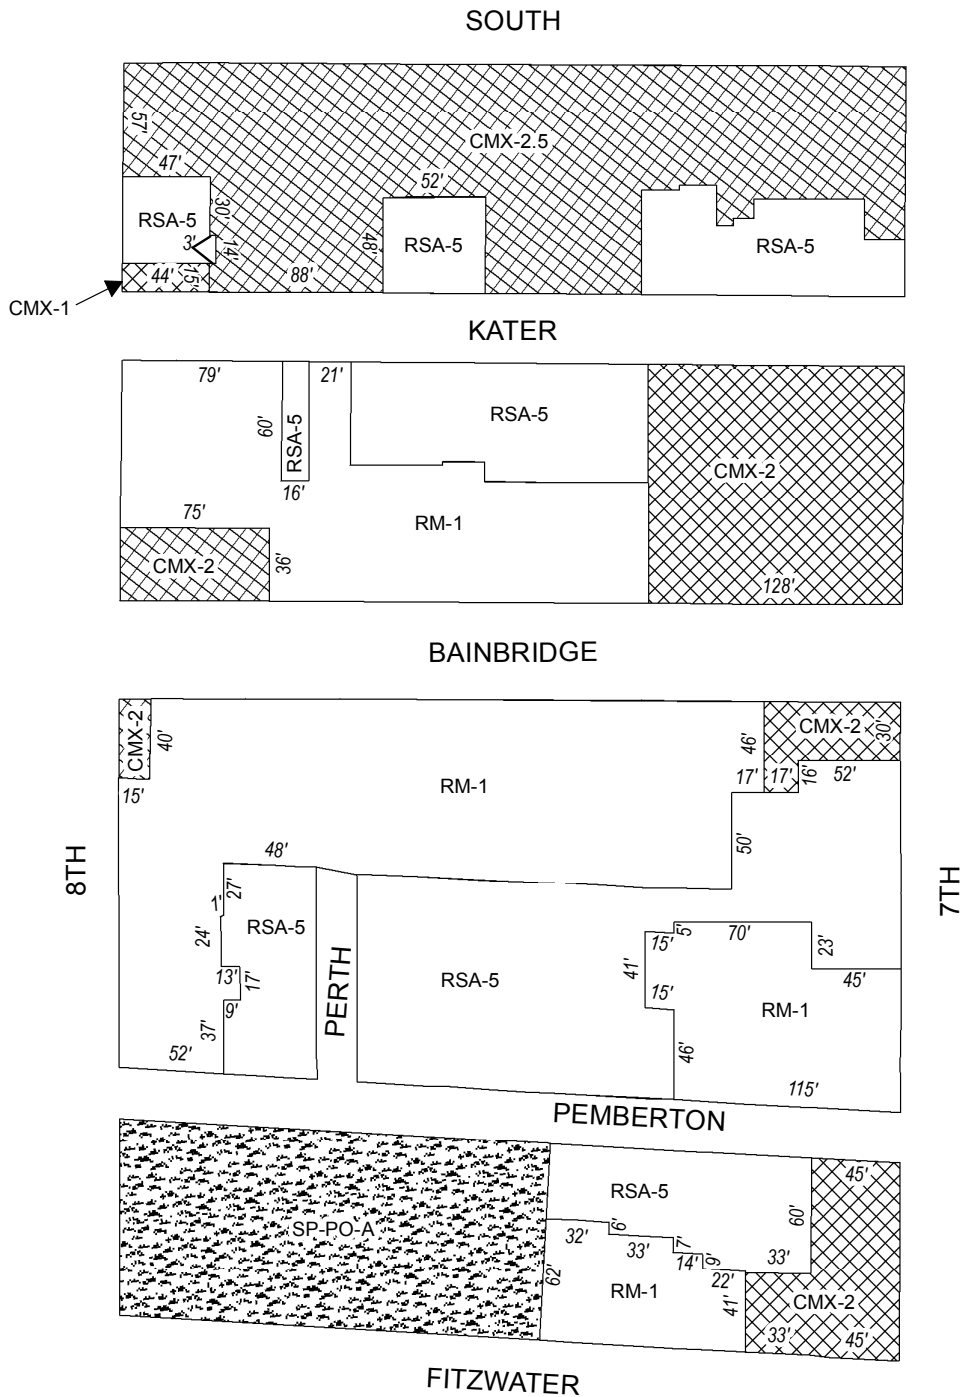 SOUTH
57'
CMX-2.5
47'
52'
RSA-5
30'
3'
14'
48'
RSA-5
RSA-5
44'
15'
88'
CMX-1
KATER
79'
21'
60'
RSA-5
RSA-5
16'
CMX-2
75'
RM-1
CMX-2
36'
128'
BAINBRIDGE
CMX-2
40'
46'
CMX-2
30'
15'
RM-1
17'
17'
16'
52'
8TH
7TH
48'
50'
27'
1'
RSA-5
24'
5'
15'
70'
23'
13'
17'
41'
RSA-5
45'
15'
9'
RM-1
37'
PERTH
46'
52'
115'
PEMBERTON
45'
RSA-5
60'
SP-PO-A
32'
6'
33'
7'
14'
9'
33'
62'
22'
RM-1
41'
CMX-2
33'
45'
FITZWATER